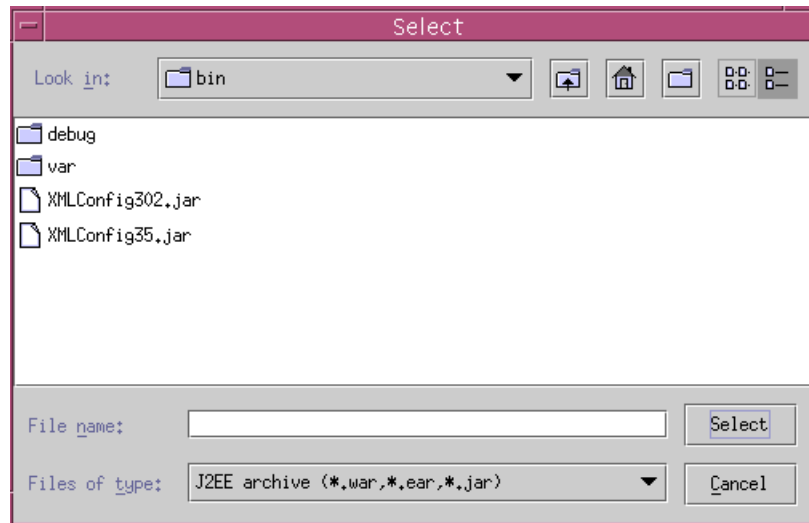 Select
Look in: bin
debug
var
XMLConfig302.jar
XMLConfig35.jar
File name: Select
Files of type: J2EE archive (*.war,*.ear,*.jar) Cancel